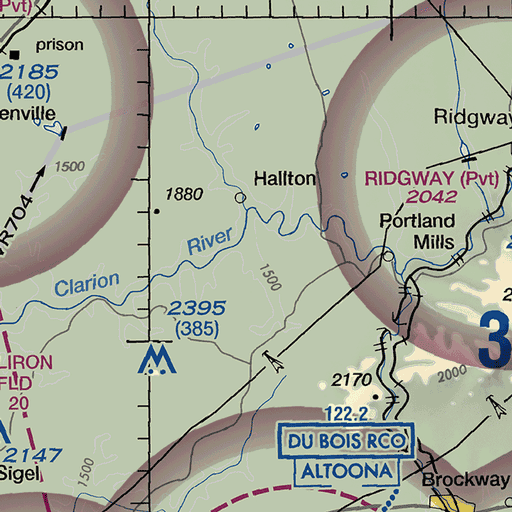 Pvt)
prison
2185
(420)
enville
1500
VR704
1880
Hallton
Ridgway
RIDGWAY (Pvt)
2042
Portland
Mills
River
Clarion
1500
2395
(385)
LIRON
FLD
20
2147
Sigel
1500
2170
2000
3
122.2
DU BOIS RCO
ALTOONA
Brockway